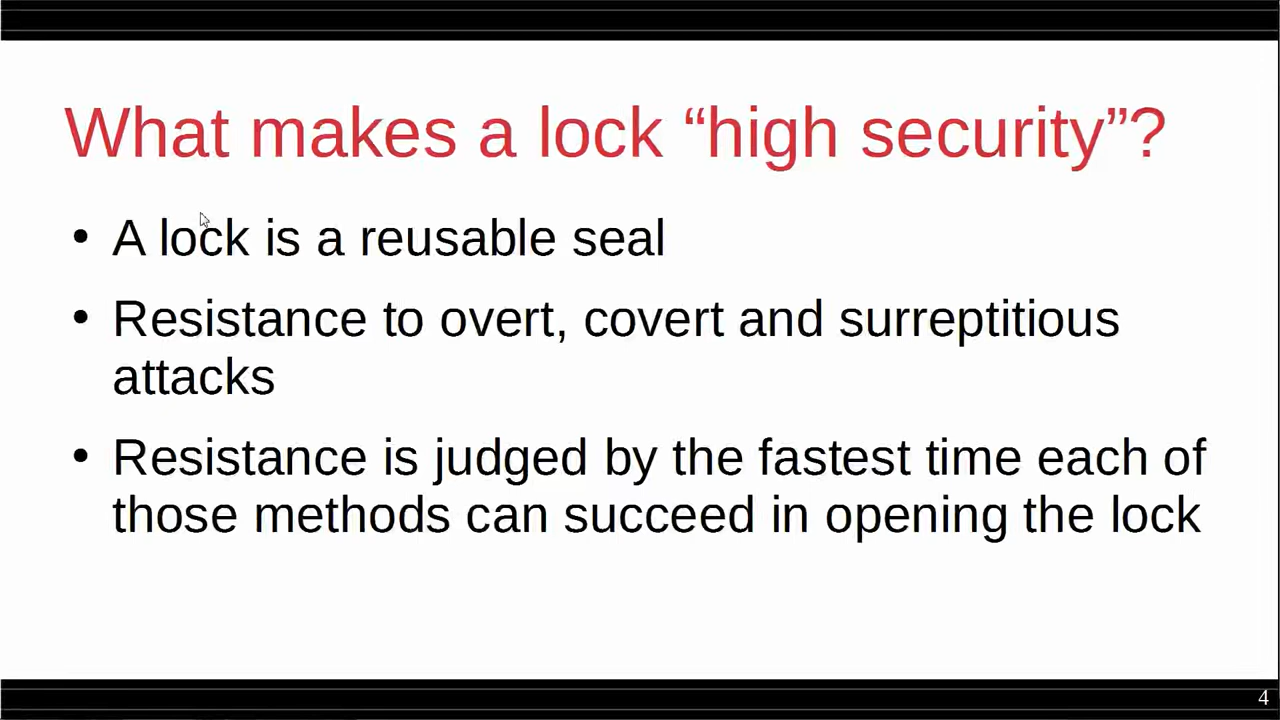 What makes a lock “high security”?
• A lock is a reusable seal
• Resistance to overt, covert and surreptitious
attacks
• Resistance is judged by the fastest time each of
those methods can succeed in opening the lock
4